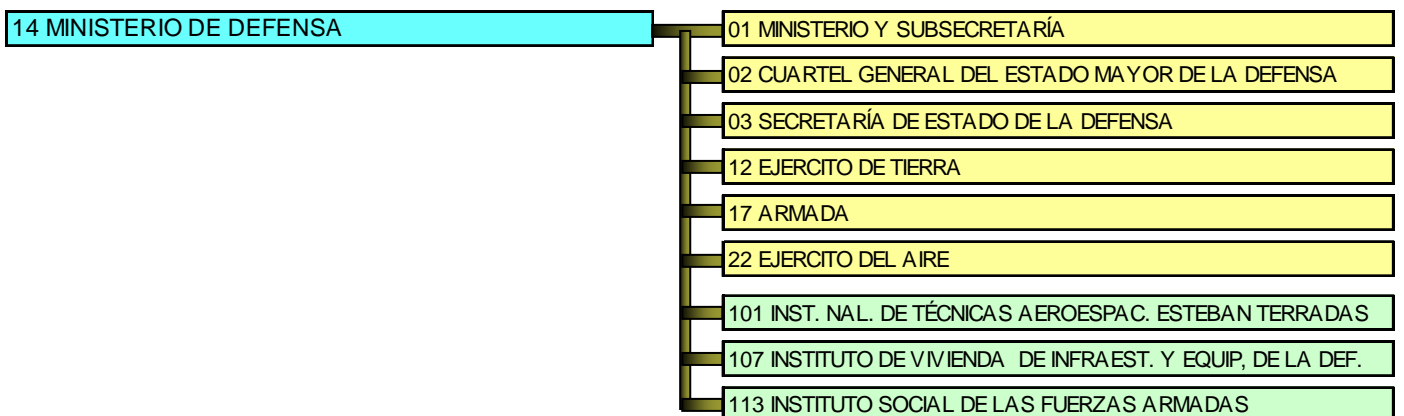 14 MINISTERIO DE DEFENSA
01 MINISTERIO Y SUBSECRETARÍA
02 CUARTEL GENERAL DEL ESTADO MAYOR DE LA DEFENSA
03 SECRETARÍA DE ESTADO DE LA DEFENSA
12 EJERCITO DE TIERRA
17 ARMADA
22 EJERCITO DEL AIRE
101 INST. NAL. DE TÉCNICAS AEROESPAC. ESTEBAN TERRADAS
107 INSTITUTO DE VIVIENDA DE INFRAEST. Y EQUIP, DE LA DEF.
113 INSTITUTO SOCIAL DE LAS FUERZAS ARMADAS